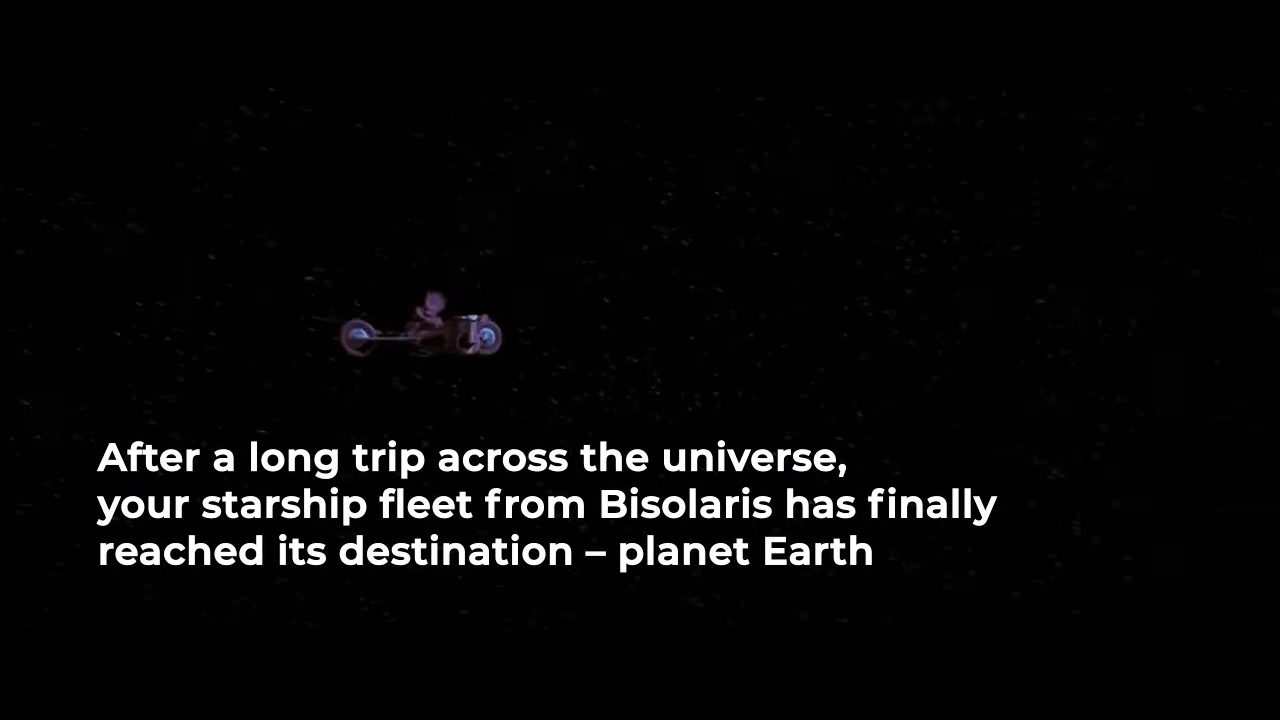 After a long trip across the universe,
your starship fleet from Bisolaris has finally
reached its destination – planet Earth